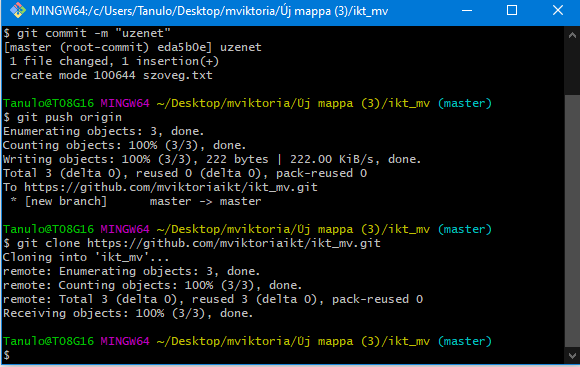 MINGW64:/c/Users/Tanulo/Desktop/mviktoria/Új mappa (3)/ikt_mv
$ git commit -m "uzenet"
[master (root-commit) eda5b0e] uzenet
 1 file changed, 1 insertion(+)
 create mode 100644 szoveg.txt
Tanulo@T08G16 MINGW64 ~/Desktop/mviktoria/Új mappa (3)/ikt_mv (master)
$ git push origin
Enumerating objects: 3, done.
Counting objects: 100% (3/3), done.
Writing objects: 100% (3/3), 222 bytes | 222.00 KiB/s, done.
Total 3 (delta 0), reused 0 (delta 0), pack-reused 0
To https://github.com/mviktoriaikt/ikt_mv.git
 * [new branch]      master -> master
Tanulo@T08G16 MINGW64 ~/Desktop/mviktoria/Új mappa (3)/ikt_mv (master)
$ git clone https://github.com/mviktoriaikt/ikt_mv.git
Cloning into 'ikt_mv'...
remote: Enumerating objects: 3, done.
remote: Counting objects: 100% (3/3), done.
remote: Total 3 (delta 0), reused 3 (delta 0), pack-reused 0
Receiving objects: 100% (3/3), done.
Tanulo@T08G16 MINGW64 ~/Desktop/mviktoria/Új mappa (3)/ikt_mv (master)
$